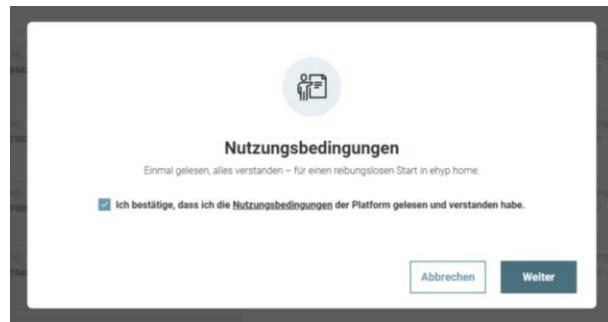 Nutzungsbedingungen
Einmal gelesen, alles verstanden – für einen reibungslosen Start in ehyp home.
Ich bestätige, dass ich die Nutzungsbedingungen der Platform gelesen und verstanden habe.
Abbrechen
Weiter